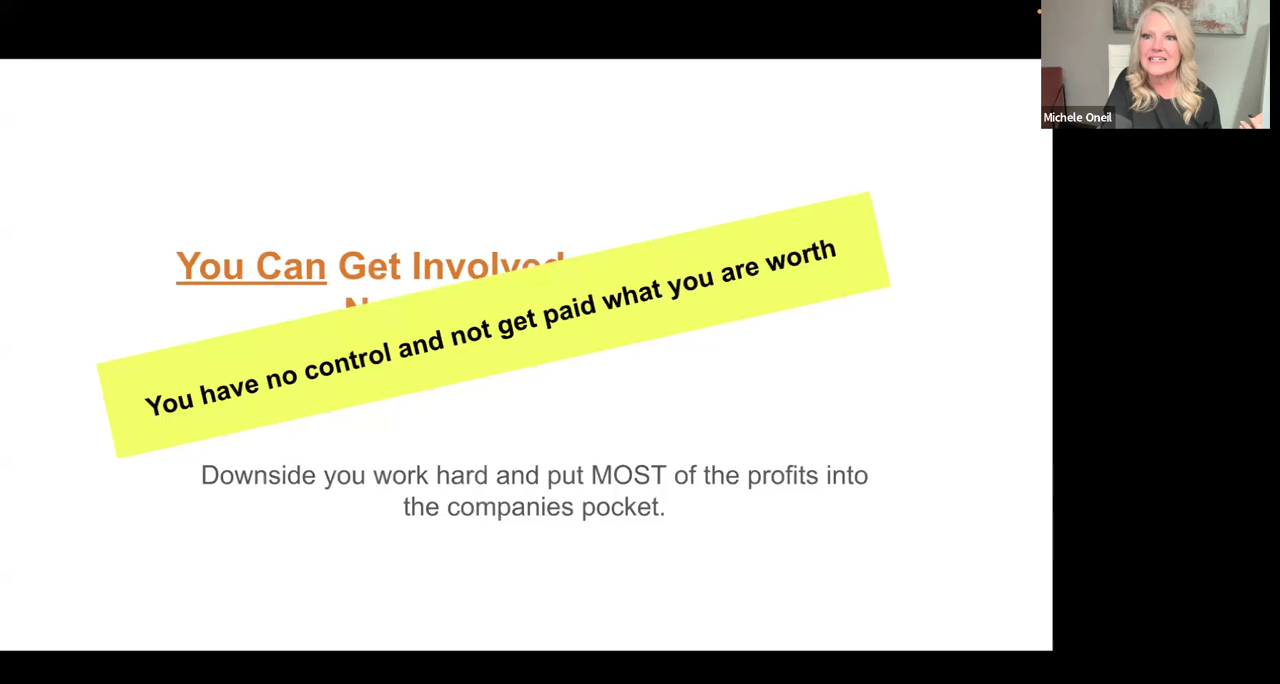 Michele Oneil
You Can Get Involved
You have no control and not get paid what you are worth
Downside you work hard and put MOST of the profits into
the companies pocket.